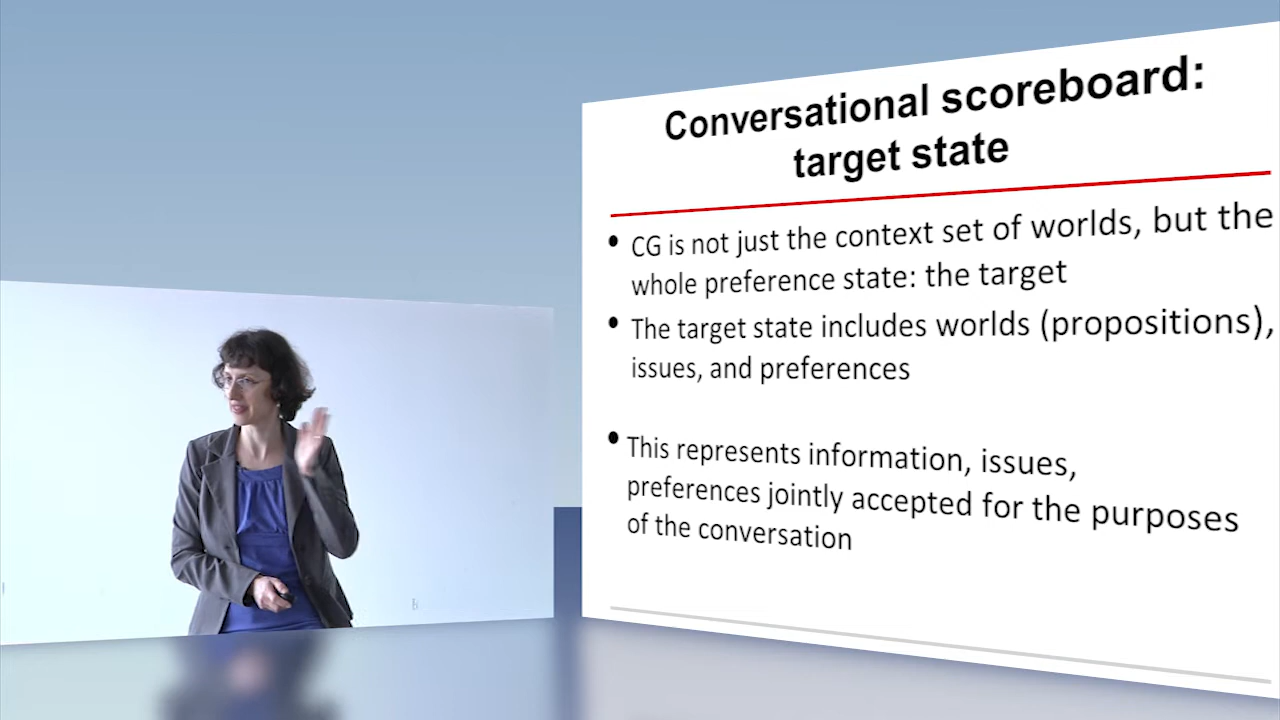 Conversational scoreboard:
target state
• CG is not just the context set of worlds, but the
whole preference state: the target
• The target state includes worlds (propositions),
issues, and preferences
• This represents information, issues,
preferences jointly accepted for the purposes
of the conversation